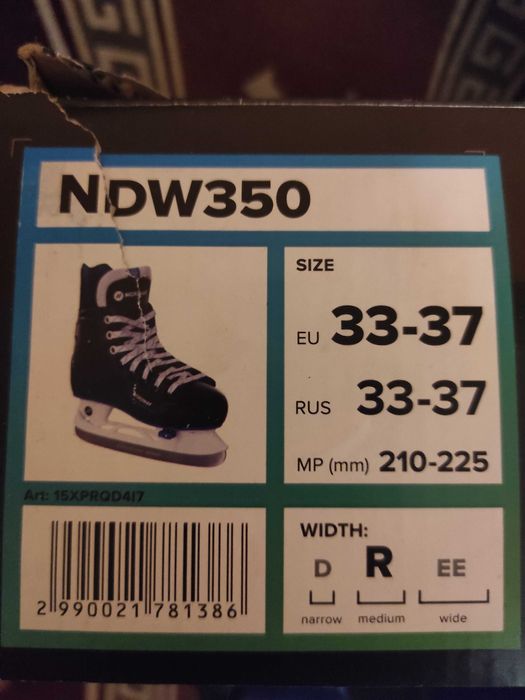 NDW350
SIZE
EU 33-37
RUS 33-37
MP (mm) 210-225
Art: 15XPRQD4I7
2 990021 781386
WIDTH:
D R EE
narrow medium wide